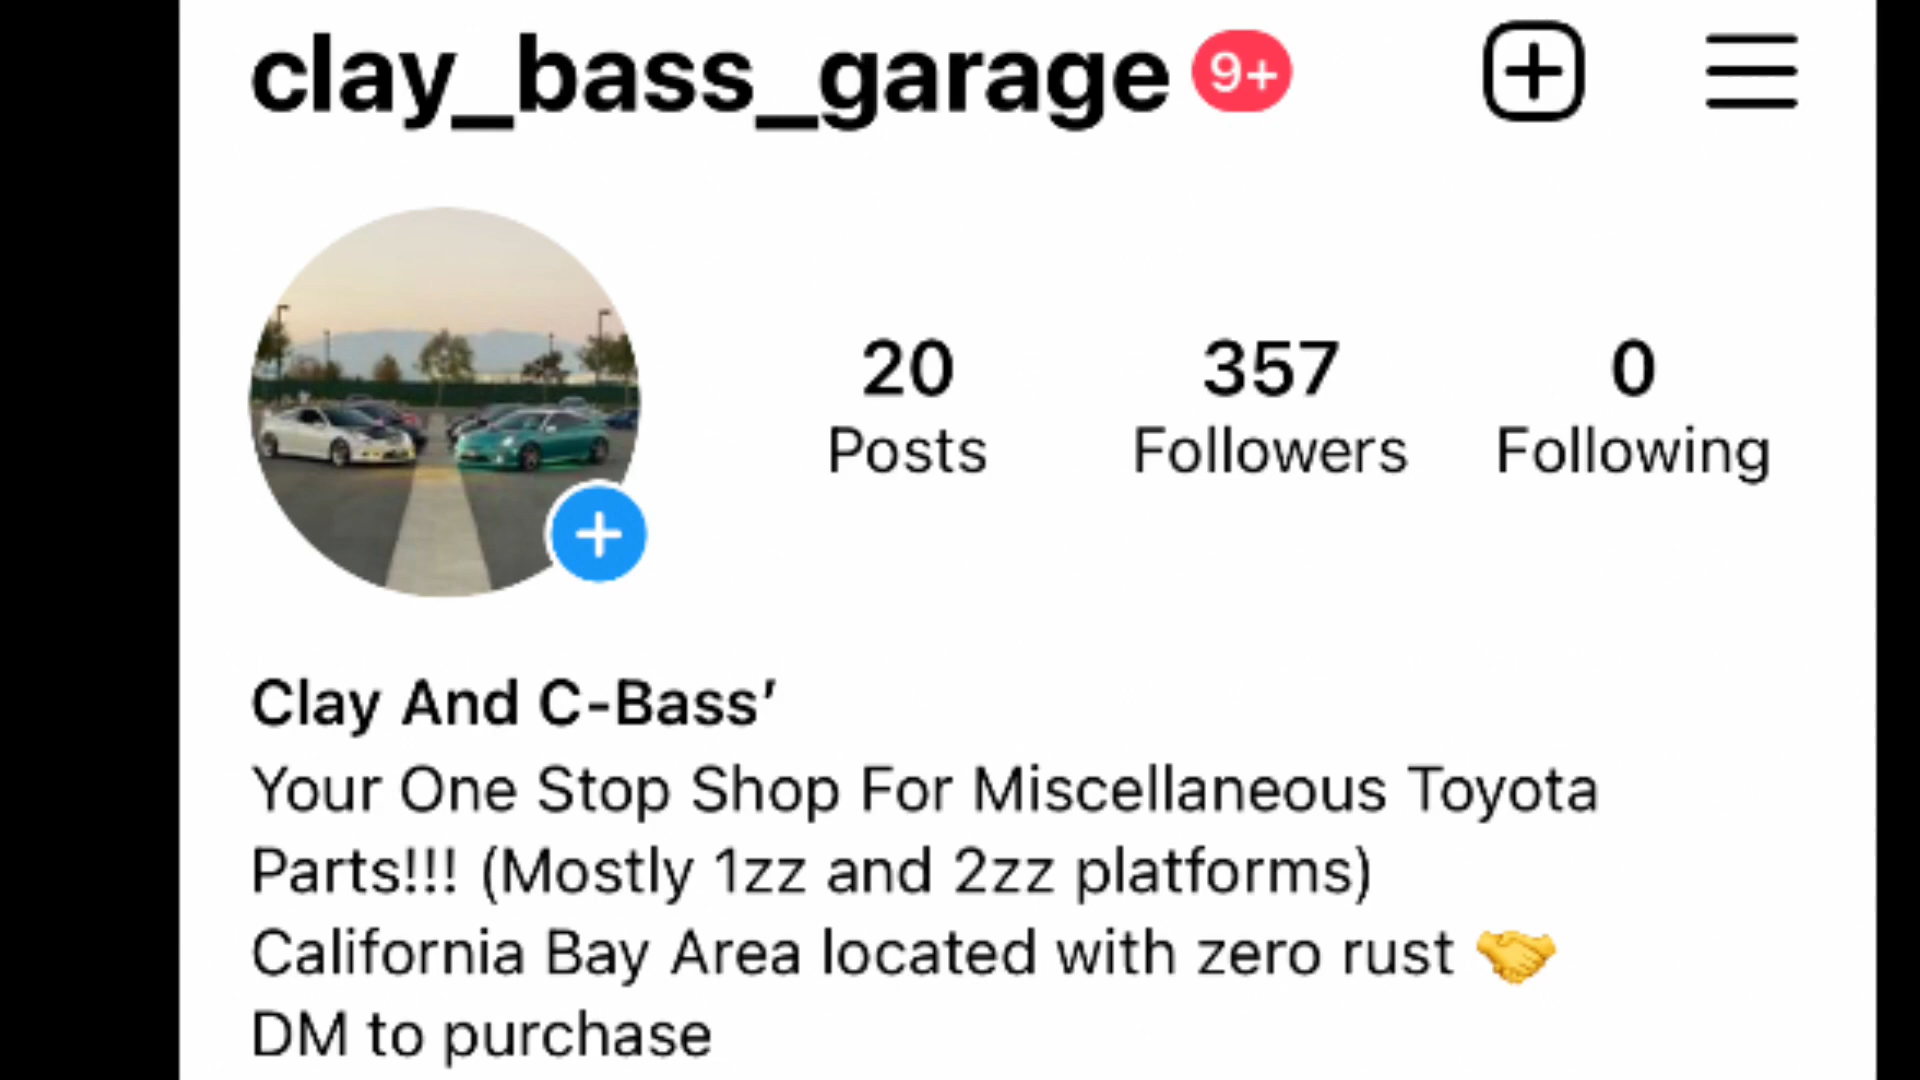 clay_bass_garage 9+
20 357 0
Posts Followers Following
Clay And C-Bass’
Your One Stop Shop For Miscellaneous Toyota
Parts!!! (Mostly 1zz and 2zz platforms)
California Bay Area located with zero rust 🤝
DM to purchase